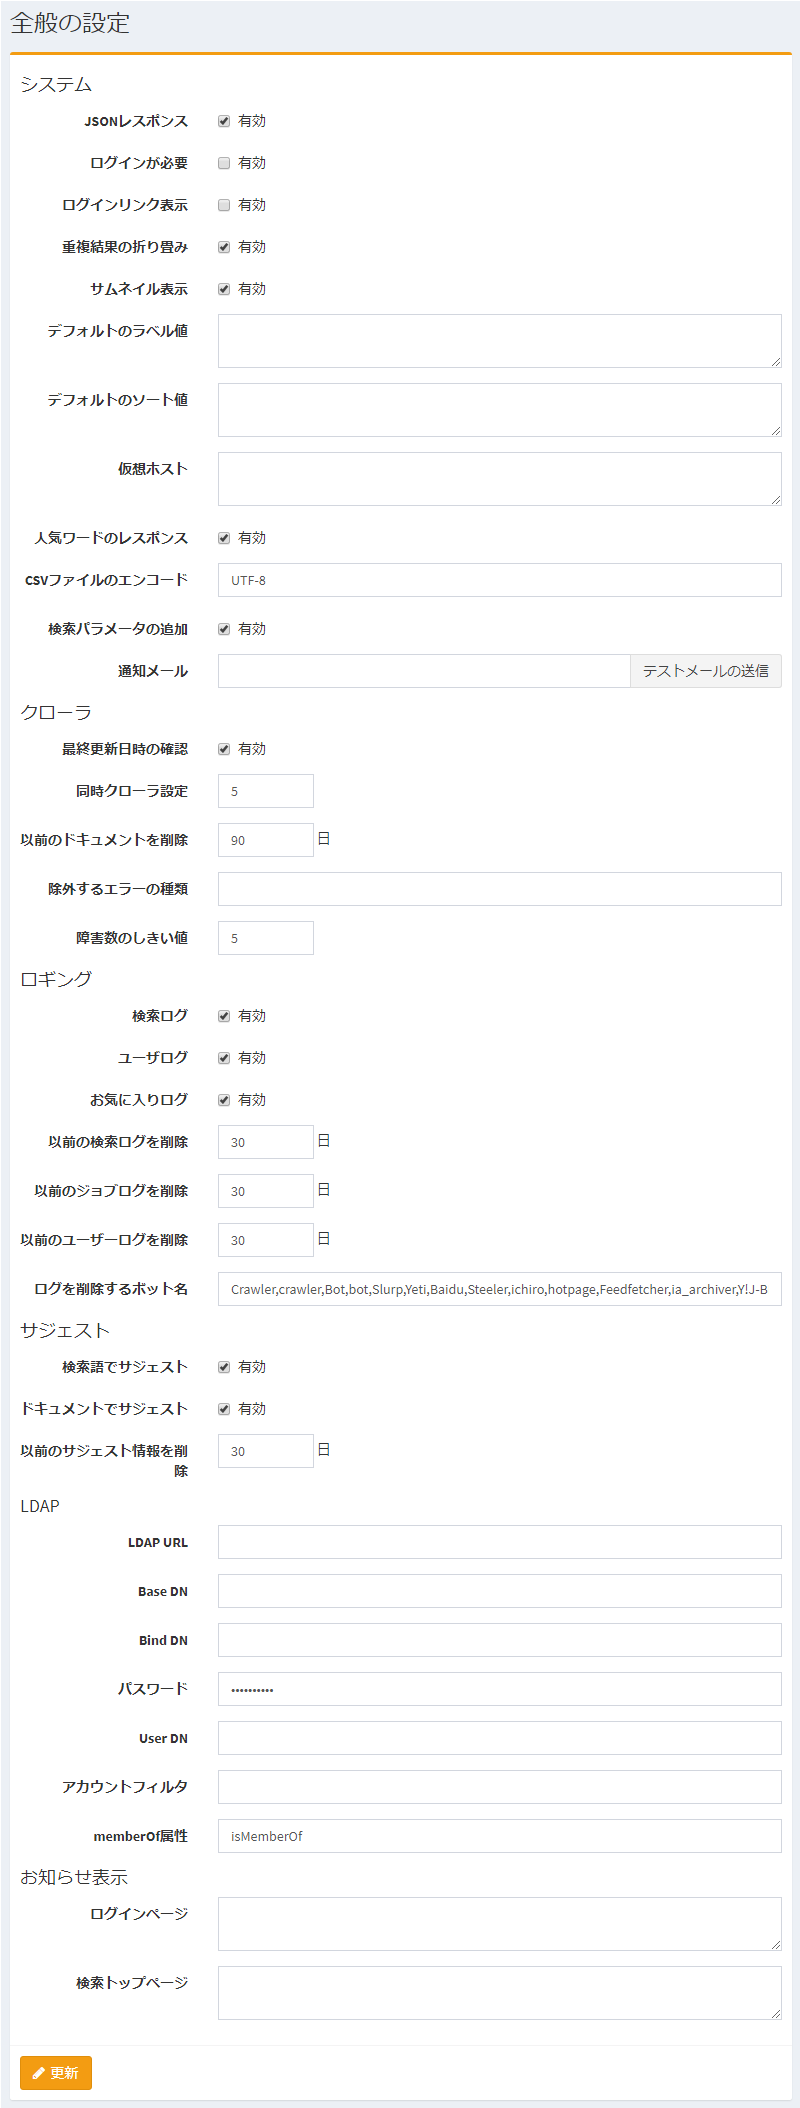 全般の設定
システム
JSONレスポンス 有効
ログインが必要 有効
ログインリンク表示 有効
重複結果の折り畳み 有効
サムネイル表示 有効
デフォルトのラベル値
デフォルトのソート値
仮想ホスト
人気ワードのレスポンス 有効
CSVファイルのエンコード UTF-8
検索パラメータの追加 有効
通知メール テストメールの送信
クローラ
最終更新日時の確認 有効
同時クローラ設定 5
以前のドキュメントを削除 90 日
除外するエラーの種類
障害数のしきい値 5
ロギング
検索ログ 有効
ユーザログ 有効
お気に入りログ 有効
以前の検索ログを削除 30 日
以前のジョブログを削除 30 日
以前のユーザーログを削除 30 日
ログを削除するボット名 Crawler,crawler,Bot,bot,Slurp,Yeti,Baidu,Steeler,ichiro,hotpage,Feedfetcher,ia_archiver,Y!J-B
サジェスト
検索語でサジェスト 有効
ドキュメントでサジェスト 有効
以前のサジェスト情報を削 30 日
除
LDAP
LDAP URL
Base DN
Bind DN
パスワード ••••••••••
User DN
アカウントフィルタ
memberOf属性 isMemberOf
お知らせ表示
ログインページ
検索トップページ
更新